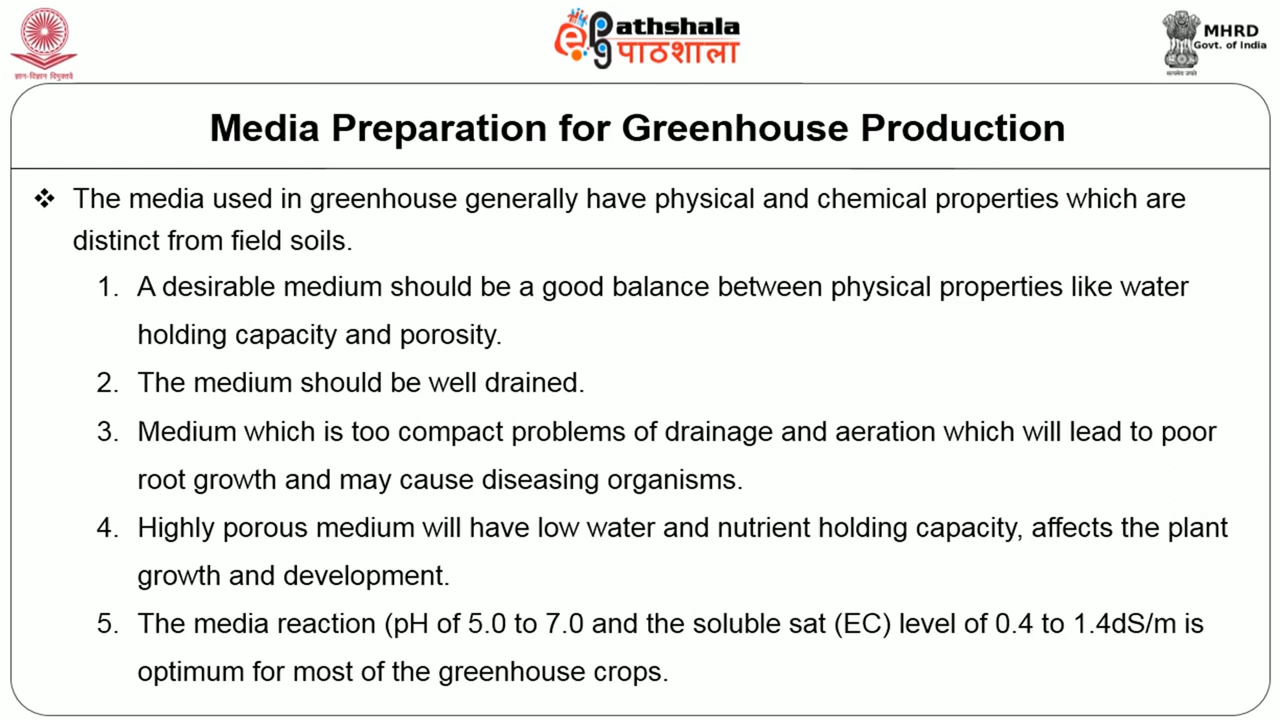 ज्ञान-विज्ञान विमुक्तये
ePg Pathshala
पाठशाला
MHRD
Govt. of India
सत्यमेव जयते
Media Preparation for Greenhouse Production
❖ The media used in greenhouse generally have physical and chemical properties which are
distinct from field soils.
1. A desirable medium should be a good balance between physical properties like water
holding capacity and porosity.
2. The medium should be well drained.
3. Medium which is too compact problems of drainage and aeration which will lead to poor
root growth and may cause diseasing organisms.
4. Highly porous medium will have low water and nutrient holding capacity, affects the plant
growth and development.
5. The media reaction (pH of 5.0 to 7.0 and the soluble sat (EC) level of 0.4 to 1.4dS/m is
optimum for most of the greenhouse crops.